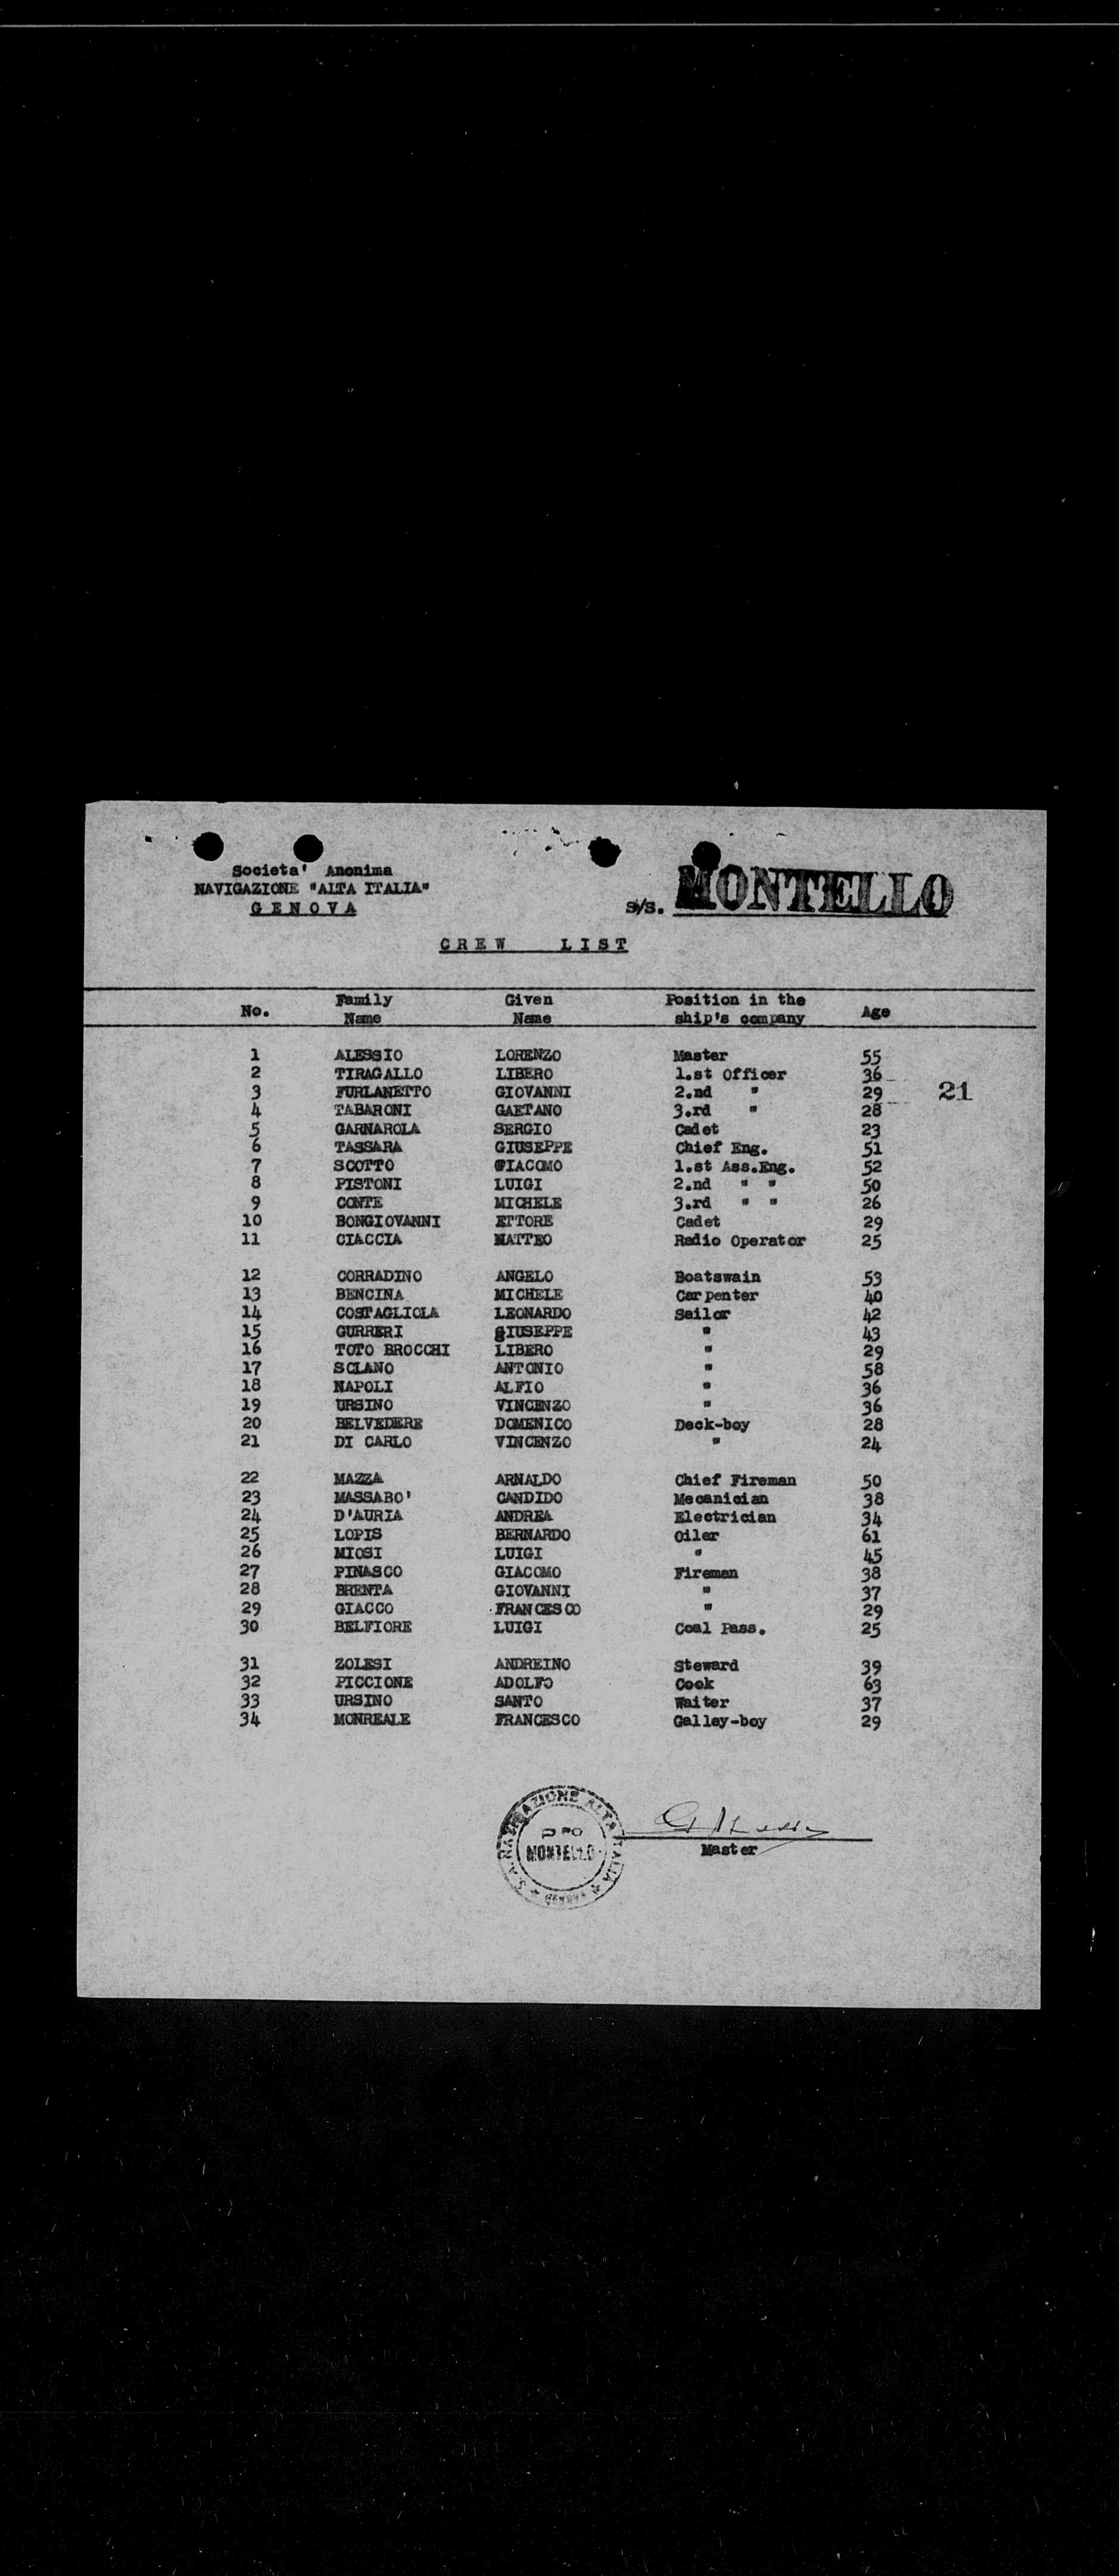 Societa' Anonima
NAVIGAZIONE "ALTA ITALIA"
GENOVA
s/s. MONTELLO
CREW LIST
No. Family Name Given Name Position in the ship's company Age
1 ALESSIO LORENZO Master 55
2 TIRAGALLO LIBERO 1.st Officer 36
3 FURLANETTO GIOVANNI 2.nd " 29
21
4 TABARONI GAETANO 3.rd " 28
5 GARNAROLA SERGIO Cadet 23
6 TASSARA GIUSEPPE Chief Eng. 51
7 SCOTTO GIACOMO 1.st Ass.Eng. 52
8 PISTONI LUIGI 2.nd " " 50
9 CONTE MICHELE 3.rd " " 26
10 BONGIOVANNI ETTORE Cadet 29
11 CIACCIA MATTEO Radio Operator 25
12 CORRADINO ANGELO Boatswain 53
13 BENCINA MICHELE Carpenter 40
14 COSTAGLIOLA LEONARDO Sailor 42
15 GURRERI gIUSEPPE " 43
16 TOTO BROCCHI LIBERO " 29
17 SCLANO ANTONIO " 58
18 NAPOLI ALFIO " 36
19 URSINO VINCENZO " 36
20 BELVEDERE DOMENICO Deck-boy 28
21 DI CARLO VINCENZO " 24
22 MAZZA ARNALDO Chief Fireman 50
23 MASSABO' CANDIDO Mecanician 38
24 D'AURIA ANDREA Electrician 34
25 LOPIS BERNARDO Oiler 61
26 MIOSI LUIGI " 45
27 PINASCO GIACOMO Fireman 38
28 BRENTA GIOVANNI " 37
29 GIACCO FRANCESCO " 29
30 BELFIORE LUIGI Coal Pass. 25
31 ZOLESI ANDREINO Steward 39
32 PICCIONE ADOLFO Cook 63
33 URSINO SANTO Waiter 37
34 MONREALE FRANCESCO Galley-boy 29
S.A. NAVIGAZIONE ALTA ITALIA
MONTELLO
GENOVA
Master